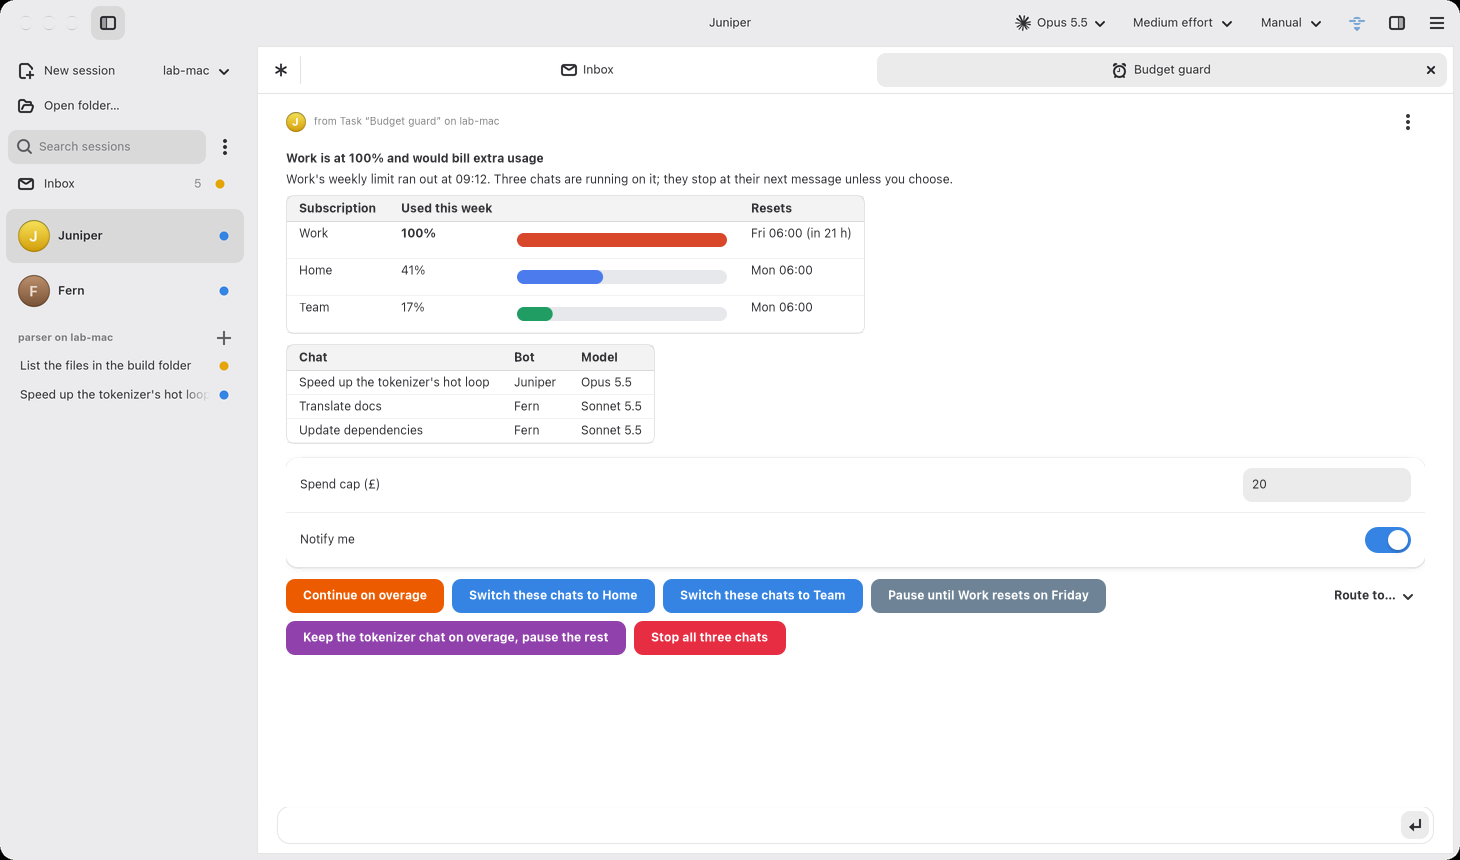 Juniper
Opus 5.5
Medium effort
Manual
New session
lab-mac
Open folder...
Search sessions
Inbox
5
J
Juniper
F
Fern
parser on lab-mac
List the files in the build folder
Speed up the tokenizer's hot loop
Inbox
Budget guard
J
from Task "Budget guard" on lab-mac
Work is at 100% and would bill extra usage
Work's weekly limit ran out at 09:12. Three chats are running on it; they stop at their next message unless you choose.
Subscription Used this week Resets
Work 100% Fri 06:00 (in 21 h)
Home 41% Mon 06:00
Team 17% Mon 06:00
Chat Bot Model
Speed up the tokenizer's hot loop Juniper Opus 5.5
Translate docs Fern Sonnet 5.5
Update dependencies Fern Sonnet 5.5
Spend cap (£) 20
Notify me
Continue on overage
Switch these chats to Home
Switch these chats to Team
Pause until Work resets on Friday
Route to...
Keep the tokenizer chat on overage, pause the rest
Stop all three chats